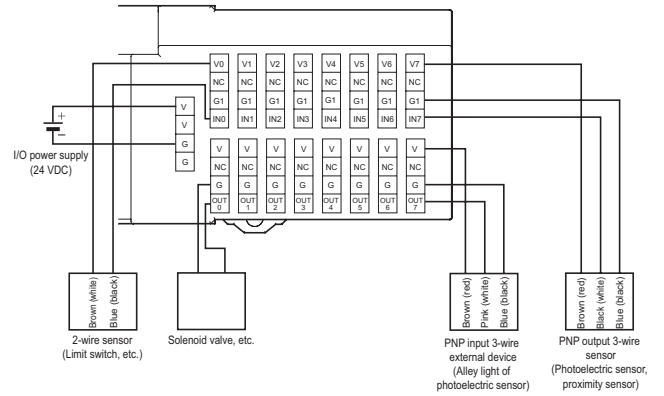 V0 V1 V2 V3 V4 V5 V6 V7
NC NC NC NC NC NC NC NC
G1 G1 G1 G1 G1 G1 G1 G1
IN0 IN1 IN2 IN3 IN4 IN5 IN6 IN7
V
V
G
G
+
−
I/O power supply
(24 VDC)
V V V V V V V V
NC NC NC NC NC NC NC NC
G G G G G G G G
OUT OUT OUT OUT OUT OUT OUT OUT
0 1 2 3 4 5 6 7
Brown (white)
Blue (black)
2-wire sensor
(Limit switch, etc.)
Solenoid valve, etc.
Brown (red)
Pink (white)
Blue (black)
PNP input 3-wire
external device
(Alley light of
photoelectric sensor)
Brown (red)
Black (white)
Blue (black)
PNP output 3-wire
sensor
(Photoelectric sensor,
proximity sensor)